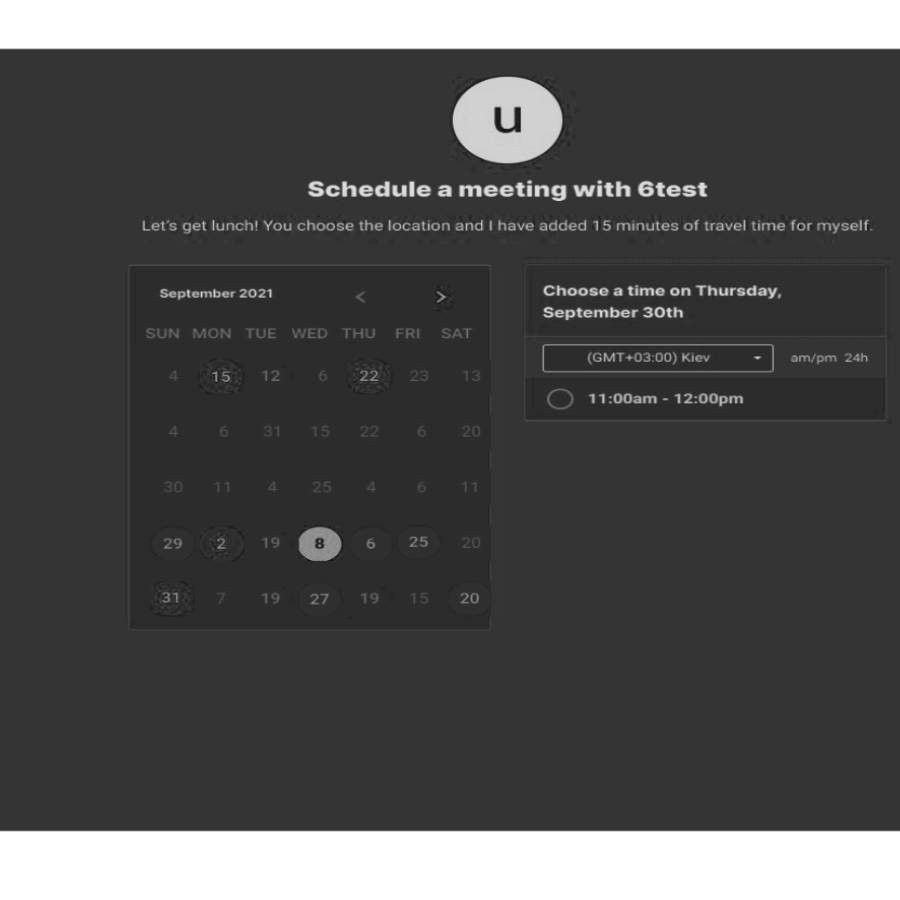 u
Schedule a meeting with 6test
Let's get lunch! You choose the location and I have added 15 minutes of travel time for myself.
September 2021 < >
SUN MON TUE WED THU FRI SAT
4 15 12 6 22 23 13
4 6 31 15 22 6 20
30 11 4 25 4 6 11
29 2 19 8 6 25 20
31 7 19 27 19 15 20
Choose a time on Thursday,
September 30th
(GMT+03:00) Kiev am/pm 24h
11:00am - 12:00pm